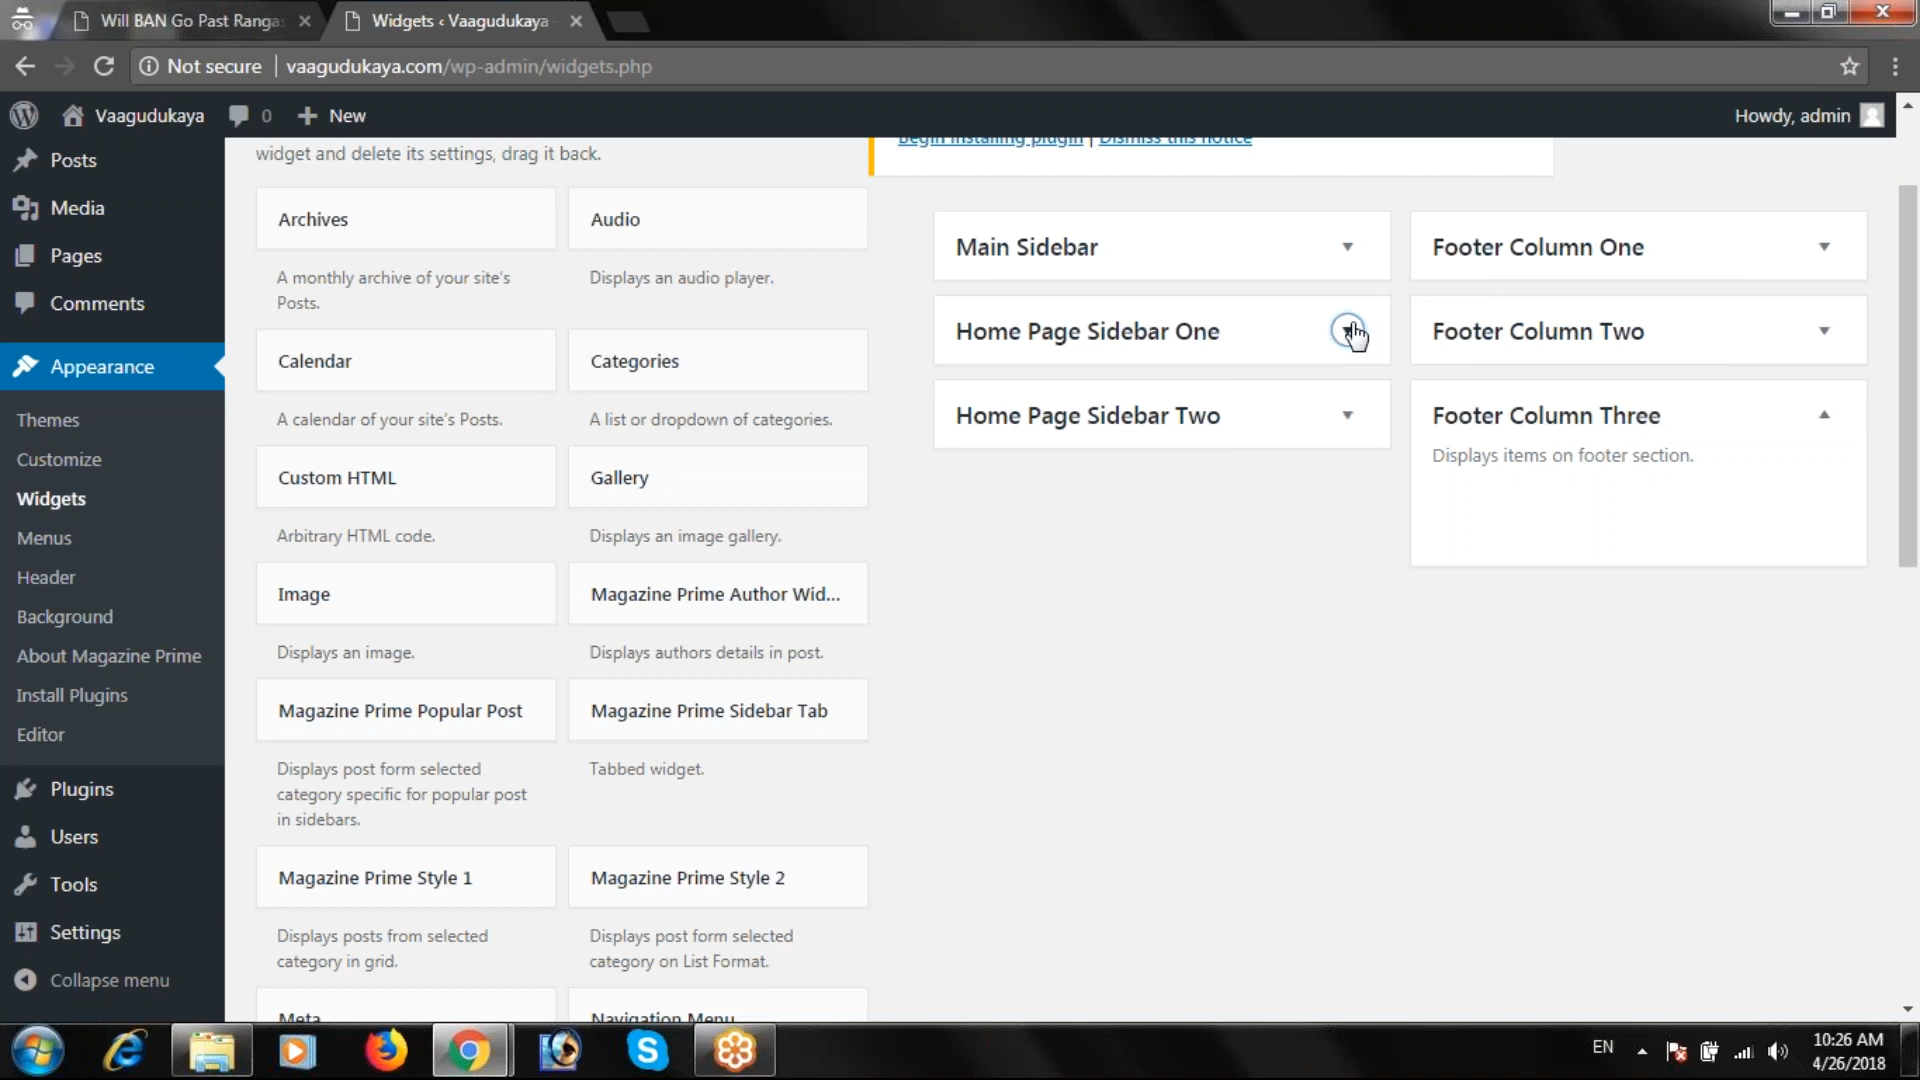 Will BAN Go Past Ranga
Widgets ‹ Vaagudukaya
Not secure | vaagudukaya.com/wp-admin/widgets.php
Vaagudukaya 0 + New
Howdy, admin
Posts
Media
Pages
Comments
Appearance
Themes
Customize
Widgets
Menus
Header
Background
About Magazine Prime
Install Plugins
Editor
Plugins
Users
Tools
Settings
Collapse menu
widget and delete its settings, drag it back.
Begin installing plugin | Dismiss this notice
Archives
A monthly archive of your site's
Posts.
Audio
Displays an audio player.
Calendar
A calendar of your site's Posts.
Categories
A list or dropdown of categories.
Custom HTML
Arbitrary HTML code.
Gallery
Displays an image gallery.
Image
Displays an image.
Magazine Prime Author Wid...
Displays authors details in post.
Magazine Prime Popular Post
Displays post form selected
category specific for popular post
in sidebars.
Magazine Prime Sidebar Tab
Tabbed widget.
Magazine Prime Style 1
Displays posts from selected
category in grid.
Magazine Prime Style 2
Displays post form selected
category on List Format.
Meta
Navigation Menu
Main Sidebar
Home Page Sidebar One
Home Page Sidebar Two
Footer Column One
Footer Column Two
Footer Column Three
Displays items on footer section.
EN
10:26 AM
4/26/2018